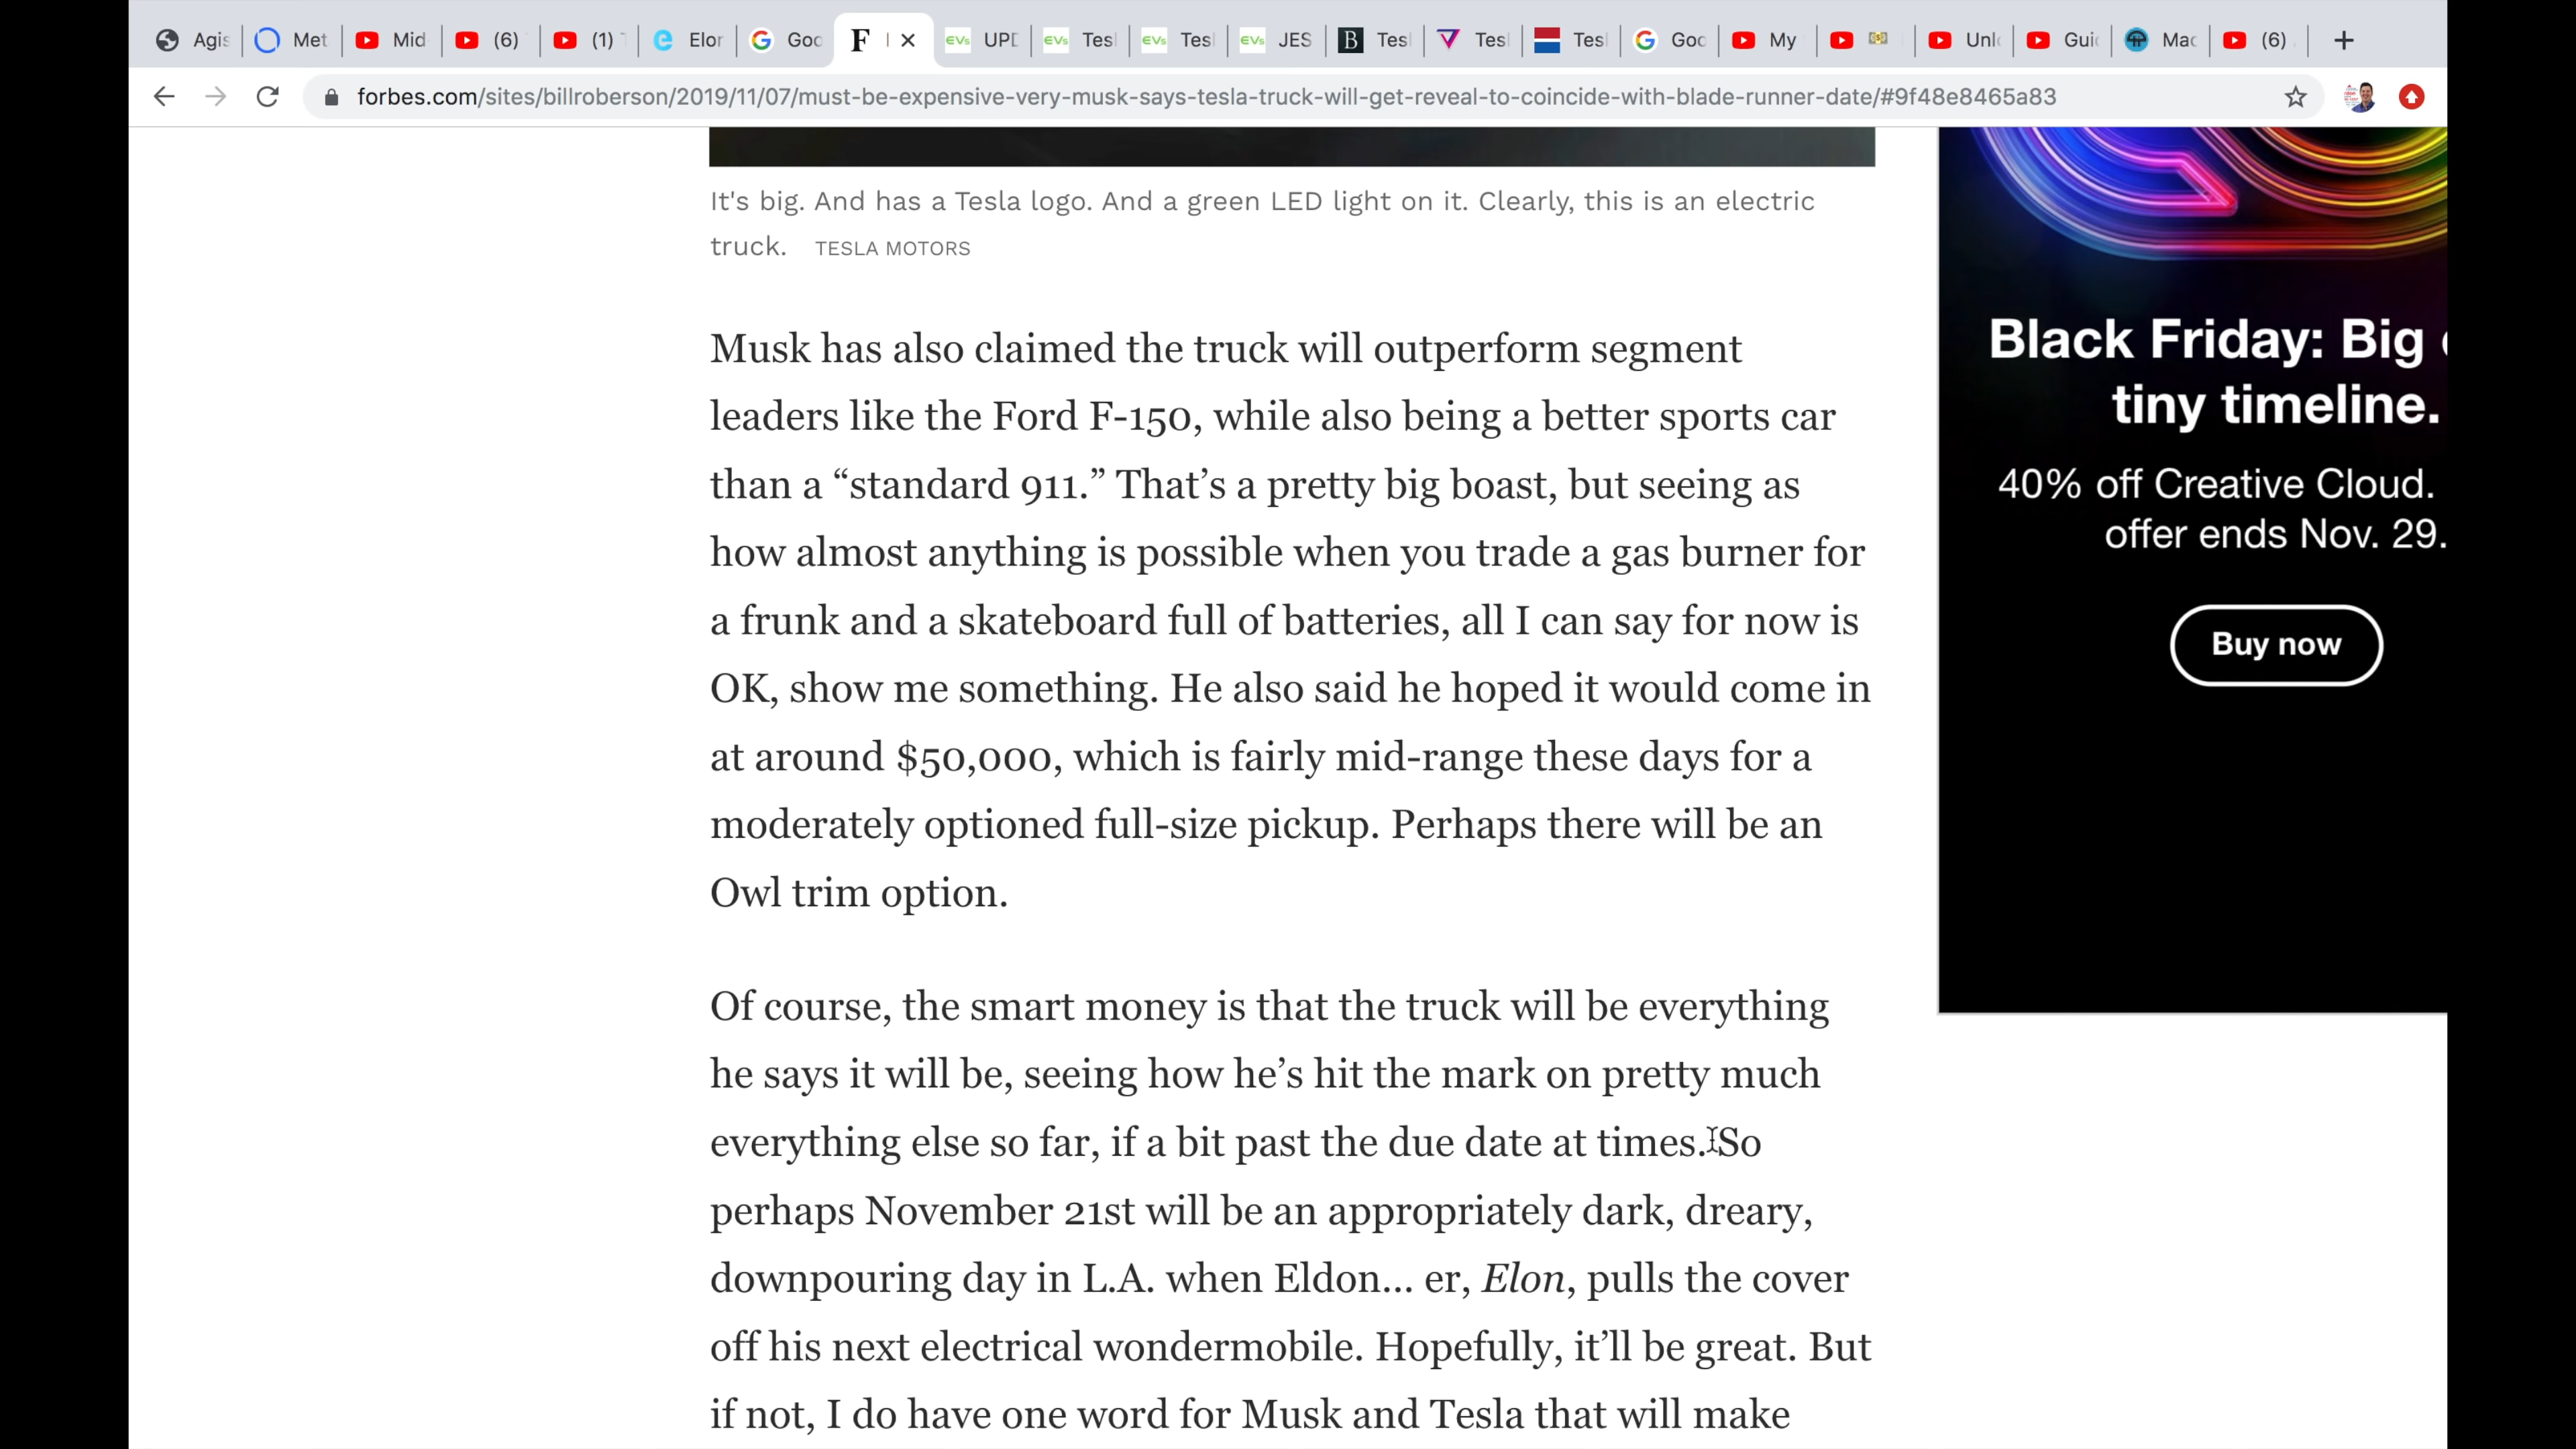 Agis
Met
Mid
(6)
(1)
Elor
Goo
F
EVs UPD
EVs Tesl
EVs Tesl
EVs JES
B Tesl
Tesl
Tesl
Goo
My
Unlo
Gui
Mac
(6)
forbes.com/sites/billroberson/2019/11/07/must-be-expensive-very-musk-says-tesla-truck-will-get-reveal-to-coincide-with-blade-runner-date/#9f48e8465a83
It's big. And has a Tesla logo. And a green LED light on it. Clearly, this is an electric
truck. TESLA MOTORS
Musk has also claimed the truck will outperform segment
leaders like the Ford F-150, while also being a better sports car
than a “standard 911.” That’s a pretty big boast, but seeing as
how almost anything is possible when you trade a gas burner for
a frunk and a skateboard full of batteries, all I can say for now is
OK, show me something. He also said he hoped it would come in
at around $50,000, which is fairly mid-range these days for a
moderately optioned full-size pickup. Perhaps there will be an
Owl trim option.
Of course, the smart money is that the truck will be everything
he says it will be, seeing how he’s hit the mark on pretty much
everything else so far, if a bit past the due date at times. So
perhaps November 21st will be an appropriately dark, dreary,
downpouring day in L.A. when Eldon... er, Elon, pulls the cover
off his next electrical wondermobile. Hopefully, it’ll be great. But
if not, I do have one word for Musk and Tesla that will make
Black Friday: Big
tiny timeline.
40% off Creative Cloud.
offer ends Nov. 29.
Buy now